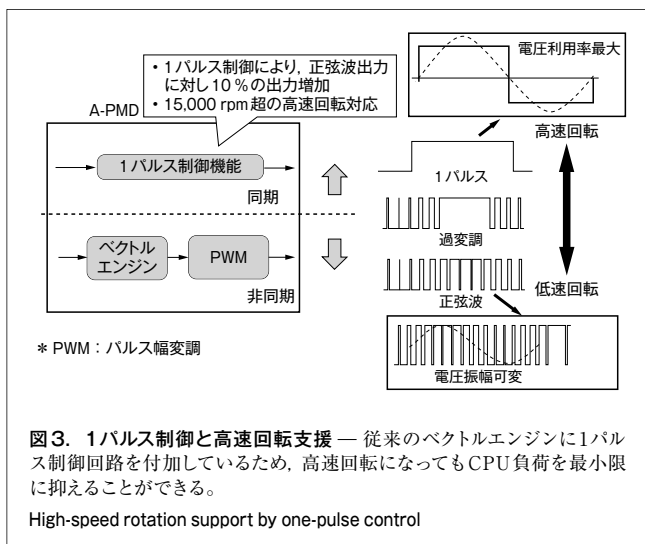 ・1パルス制御により，正弦波出力
に対し10 %の出力増加
・15,000 rpm超の高速回転対応
A-PMD
1パルス制御機能
同期
ベクトル
エンジン
PWM
非同期
＊PWM：パルス幅変調
電圧利用率最大
高速回転
1パルス
過変調
正弦波
低速回転
電圧振幅可変
図3. 1パルス制御と高速回転支援 — 従来のベクトルエンジンに1パル
ス制御回路を付加しているため，高速回転になってもCPU負荷を最小限
に抑えることができる。
High-speed rotation support by one-pulse control